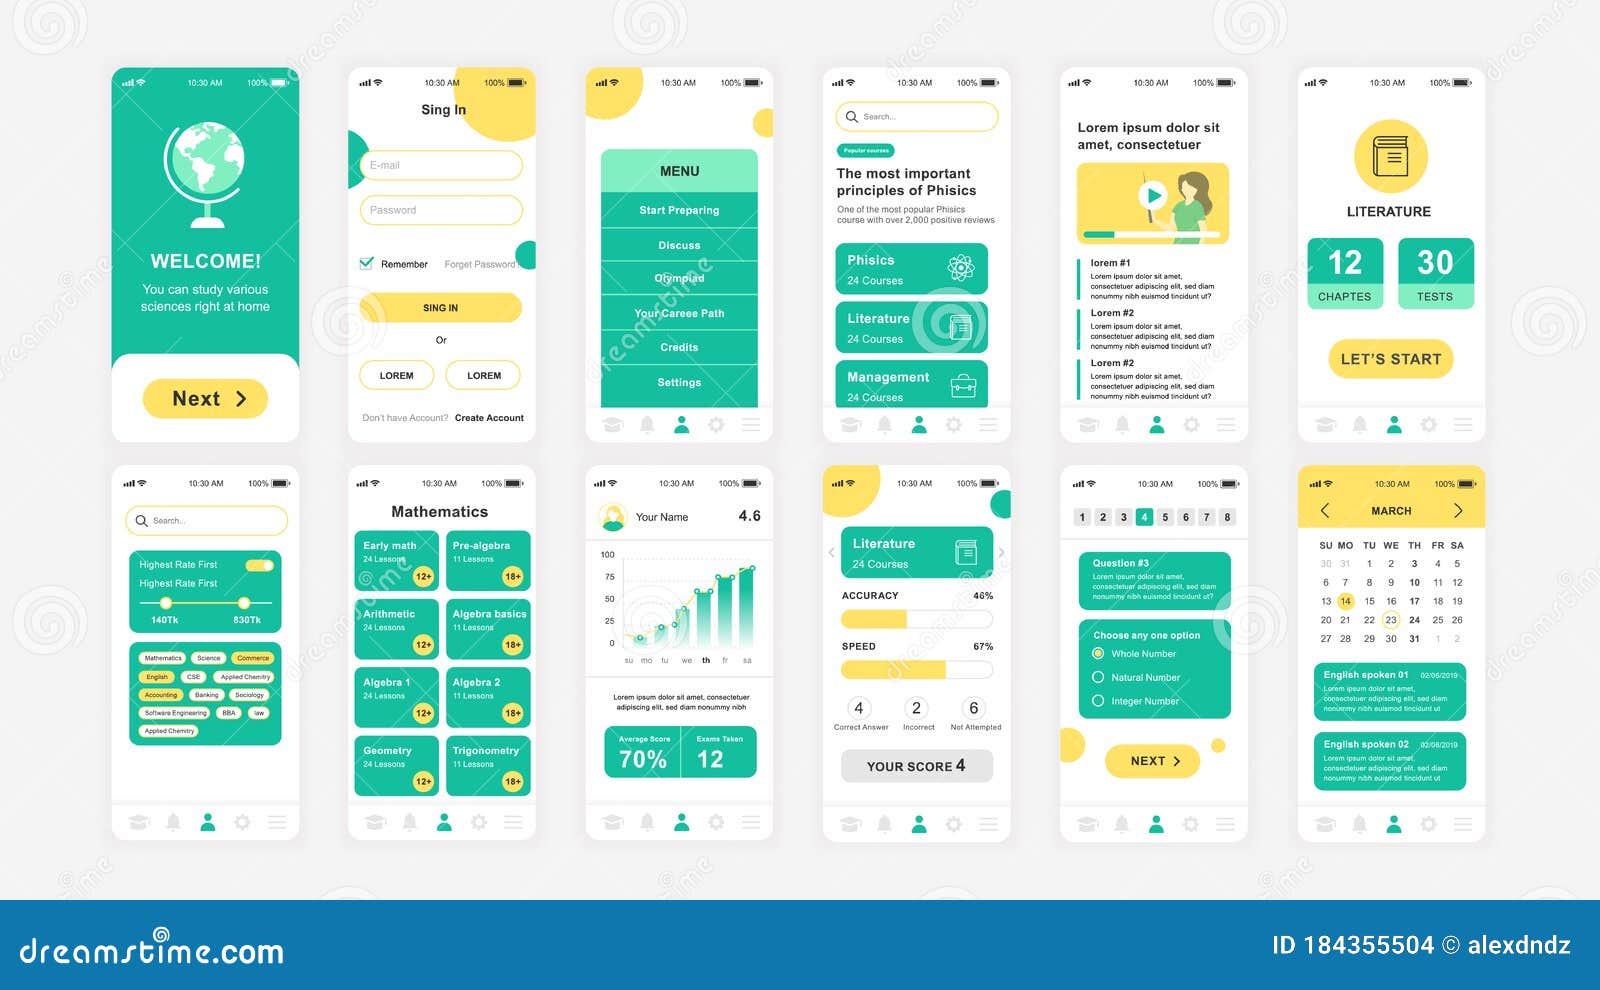 10:30 AM 100%
WELCOME!
You can study various
sciences right at home
Next
10:30 AM 100%
Sing In
E-mail
Password
Remember Forget Password?
SING IN
Or
LOREM LOREM
Don't have Account? Create Account
10:30 AM 100%
MENU
Start Preparing
Discuss
Olympiad
Your Careee Path
Credits
Settings
10:30 AM 100%
Search...
Popular courses
The most important
principles of Phisics
One of the most popular Phisics
course with over 2,000 positive reviews
Phisics
24 Courses
Literature
24 Courses
Management
24 Courses
10:30 AM 100%
Lorem ipsum dolor sit
amet, consectetuer
lorem #1
Lorem ipsum dolor sit amet,
consectetuer adipiscing elit, sed diam
nonummy nibh euismod tincidunt ut?
Lorem #2
Lorem ipsum dolor sit amet,
consectetuer adipiscing elit, sed diam
nonummy nibh euismod tincidunt ut?
Lorem #2
Lorem ipsum dolor sit amet,
consectetuer adipiscing elit, sed diam
nonummy nibh euismod tincidunt ut?
10:30 AM 100%
LITERATURE
12 30
CHAPTES TESTS
LET'S START
10:30 AM 100%
Search...
Highest Rate First
Highest Rate First
140Tk 830Tk
Mathematics Science Commerce
English CSE Applied Chemistry
Accounting Banking Sociology
Software Engineering BBA law
Applied Chemistry
10:30 AM 100%
Mathematics
Early math Pre-algebra
24 Lessons 11 Lessons
12+ 18+
Arithmetic Algebra basics
24 Lessons 11 Lessons
12+ 18+
Algebra 1 Algebra 2
24 Lessons 11 Lessons
12+ 18+
Geometry Trigonometry
24 Lessons 11 Lessons
12+ 18+
10:30 AM 100%
Your Name 4.6
100
75
50
25
0
su mo tu we th fr sa
Lorem ipsum dolor sit amet, consectetuer
adipiscing elit, sed diam nonummy nibh
Average Score Exams Taken
70% 12
10:30 AM 100%
Literature
24 Courses
ACCURACY 46%
SPEED 67%
4 2 6
Correct Answer Incorrect Not Attempted
YOUR SCORE 4
10:30 AM 100%
1 2 3 4 5 6 7 8
Question #3
Lorem ipsum dolor sit amet,
consectetuer adipiscing elit, sed diam
nonummy nibh euismod tincidunt ut?
Choose any one option
Whole Number
Natural Number
Integer Number
NEXT
10:30 AM 100%
MARCH
SU MO TU WE TH FR SA
30 31 1 2 3 4 5
6 7 8 9 10 11 12
13 14 15 16 17 18 19
20 21 22 23 24 25 26
27 28 29 30 31 1 2
English spoken 01 02/06/2019
Lorem ipsum dolor sit amet,
consectetuer adipiscing elit, sed diam
nonummy nibh euismod tincidunt ut
English spoken 02 02/08/2019
Lorem ipsum dolor sit amet,
consectetuer adipiscing elit, sed diam
nonummy nibh euismod tincidunt ut
dreamstime.com
ID 184355504 © alexdndz